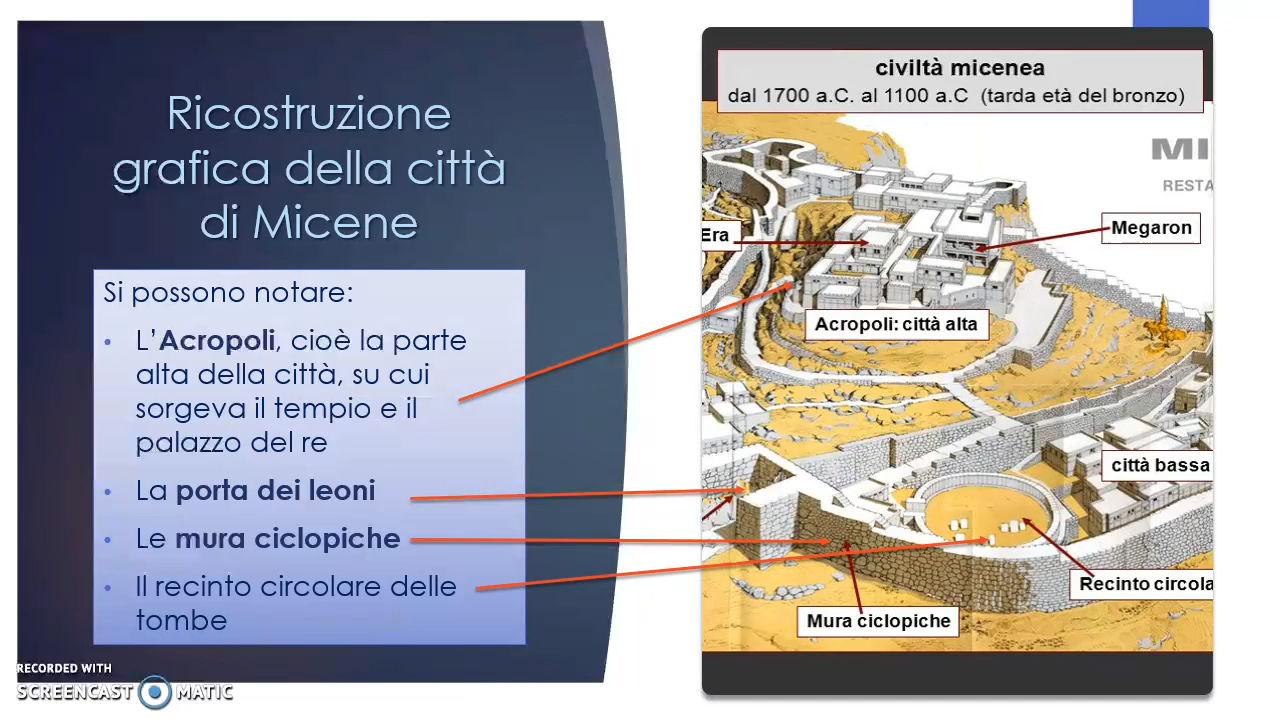 Ricostruzione
grafica della città
di Micene
Si possono notare:
• L’Acropoli, cioè la parte
alta della città, su cui
sorgeva il tempio e il
palazzo del re
• La porta dei leoni
• Le mura ciclopiche
• Il recinto circolare delle
tombe
RECORDED WITH
SCREENCAST MATIC
civiltà micenea
dal 1700 a.C. al 1100 a.C (tarda età del bronzo)
MI
RESTA
Era
Megaron
Acropoli: città alta
città bassa
Recinto circola
Mura ciclopiche